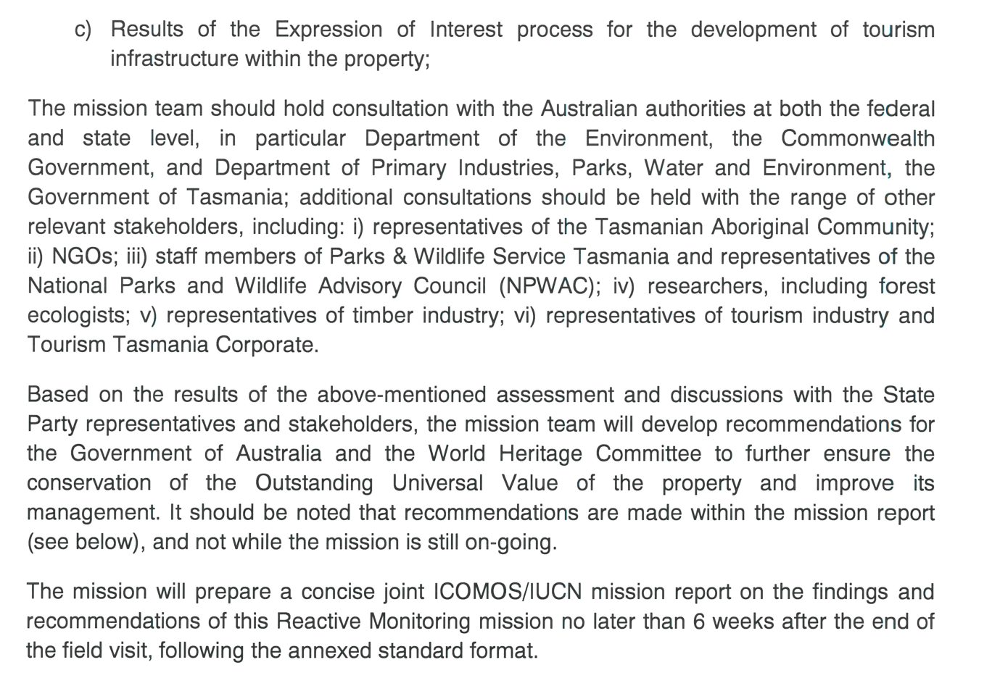 c) Results of the Expression of Interest process for the development of tourism
infrastructure within the property;
The mission team should hold consultation with the Australian authorities at both the federal
and state level, in particular Department of the Environment, the Commonwealth
Government, and Department of Primary Industries, Parks, Water and Environment, the
Government of Tasmania; additional consultations should be held with the range of other
relevant stakeholders, including: i) representatives of the Tasmanian Aboriginal Community;
ii) NGOs; iii) staff members of Parks & Wildlife Service Tasmania and representatives of the
National Parks and Wildlife Advisory Council (NPWAC); iv) researchers, including forest
ecologists; v) representatives of timber industry; vi) representatives of tourism industry and
Tourism Tasmania Corporate.
Based on the results of the above-mentioned assessment and discussions with the State
Party representatives and stakeholders, the mission team will develop recommendations for
the Government of Australia and the World Heritage Committee to further ensure the
conservation of the Outstanding Universal Value of the property and improve its
management. It should be noted that recommendations are made within the mission report
(see below), and not while the mission is still on-going.
The mission will prepare a concise joint ICOMOS/IUCN mission report on the findings and
recommendations of this Reactive Monitoring mission no later than 6 weeks after the end of
the field visit, following the annexed standard format.